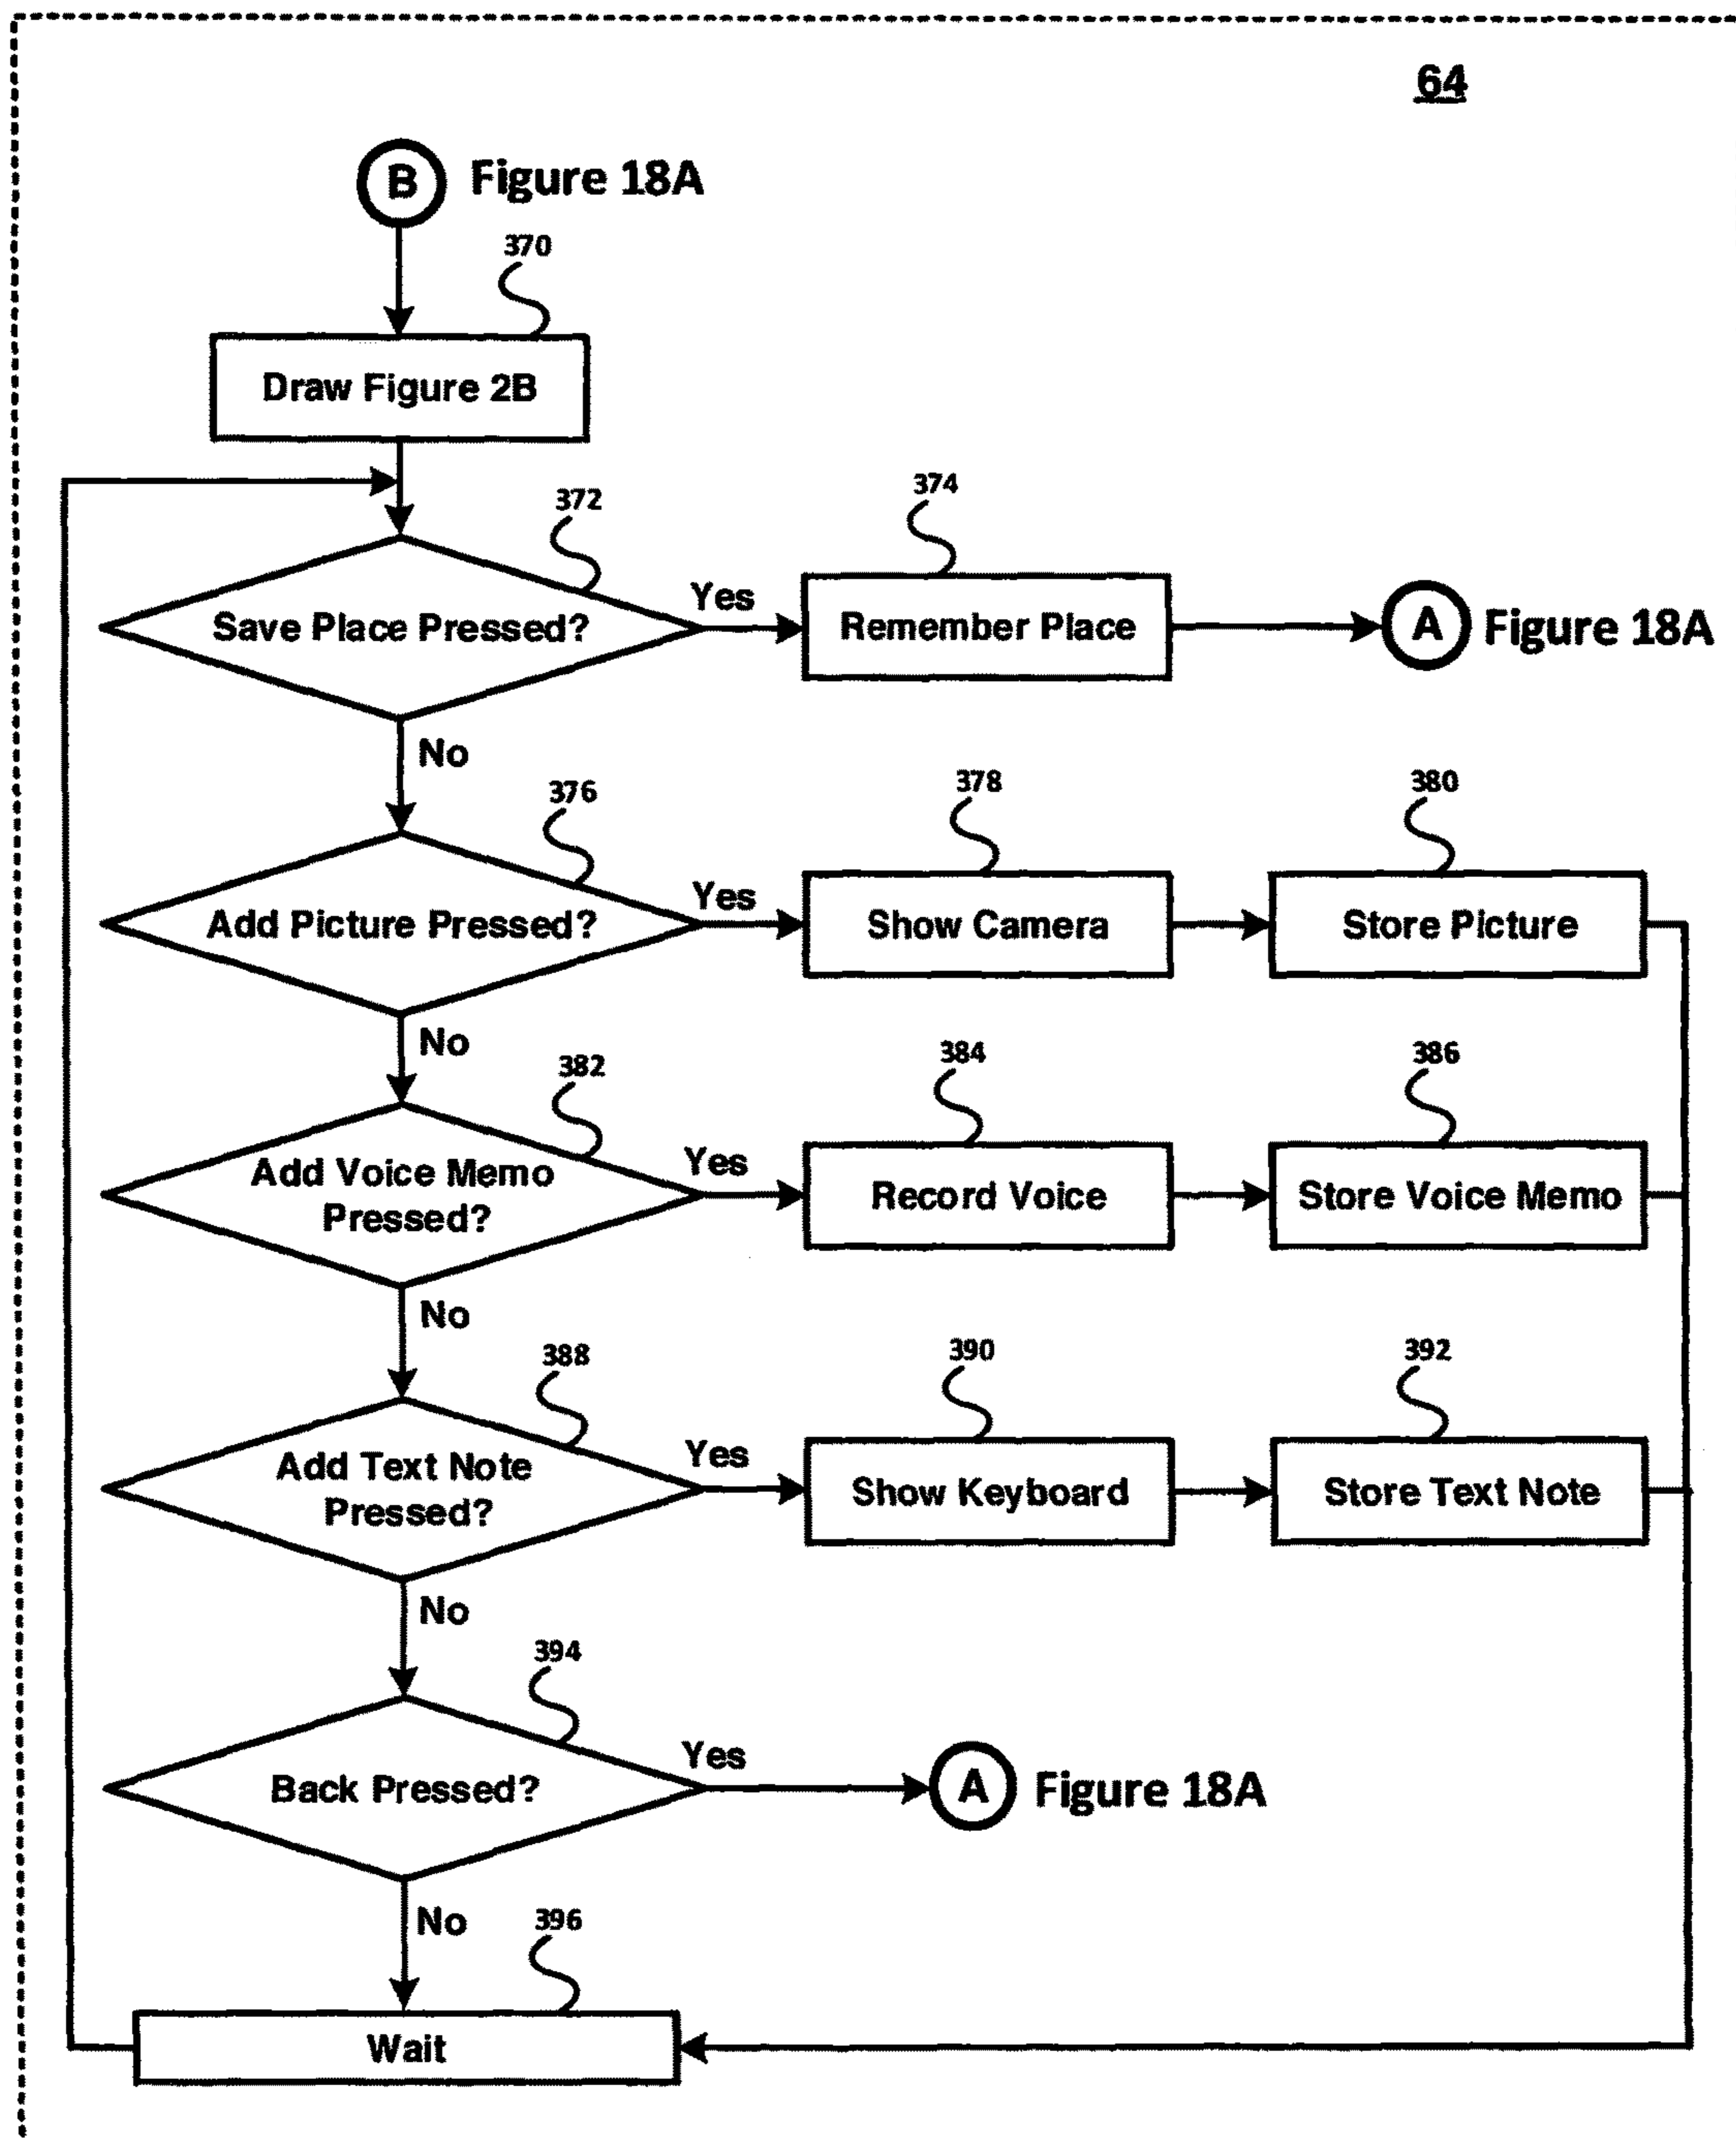 64
B Figure 18A
370
Draw Figure 2B
372
374
Save Place Pressed?
Yes
Remember Place
A Figure 18A
No
376
378
380
Add Picture Pressed?
Yes
Show Camera
Store Picture
No
382
384
386
Add Voice Memo
Pressed?
Yes
Record Voice
Store Voice Memo
No
388
390
392
Add Text Note
Pressed?
Yes
Show Keyboard
Store Text Note
No
394
Back Pressed?
Yes
A Figure 18A
No
396
Wait